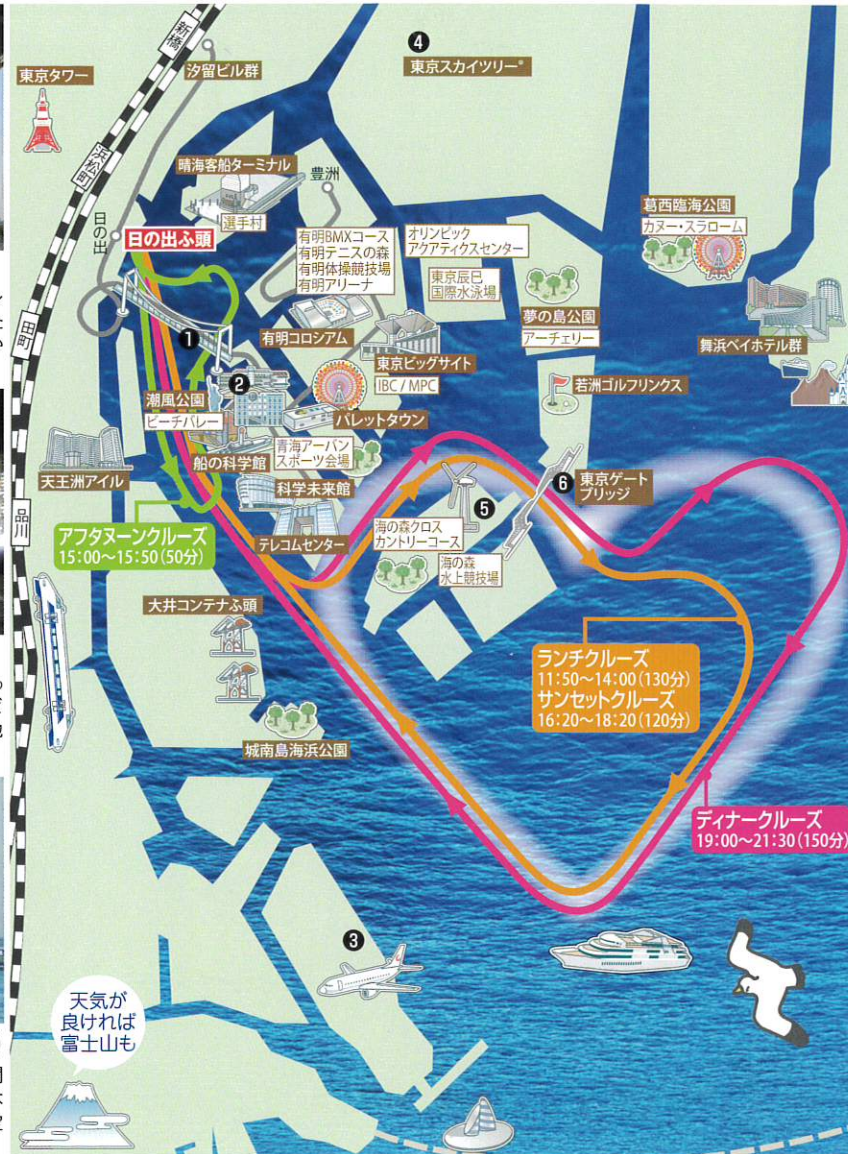 新橋
汐留ビル群
東京タワー
❹
東京スカイツリー®
浜松町
晴海客船ターミナル
選手村
豊洲
日の出
日の出ふ頭
有明BMXコース
有明テニスの森
有明体操競技場
有明アリーナ
オリンピック
アクアティクスセンター
東京辰巳
国際水泳場
葛西臨海公園
カヌー・スラローム
夢の島公園
アーチェリー
舞浜ベイホテル群
田町
❶
有明コロシアム
東京ビッグサイト
IBC / MPC
若洲ゴルフリンクス
❷
潮風公園
ビーチバレー
パレットタウン
船の科学館
青海アーバン
スポーツ会場
天王洲アイル
科学未来館
テレコムセンター
品川
アフタヌーンクルーズ
15:00〜15:50(50分)
❺
❻
東京ゲート
ブリッジ
海の森クロス
カントリーコース
海の森
水上競技場
大井コンテナふ頭
城南島海浜公園
ランチクルーズ
11:50〜14:00(130分)
サンセットクルーズ
16:20〜18:20(120分)
ディナークルーズ
19:00〜21:30(150分)
❸
天気が
良ければ
富士山も